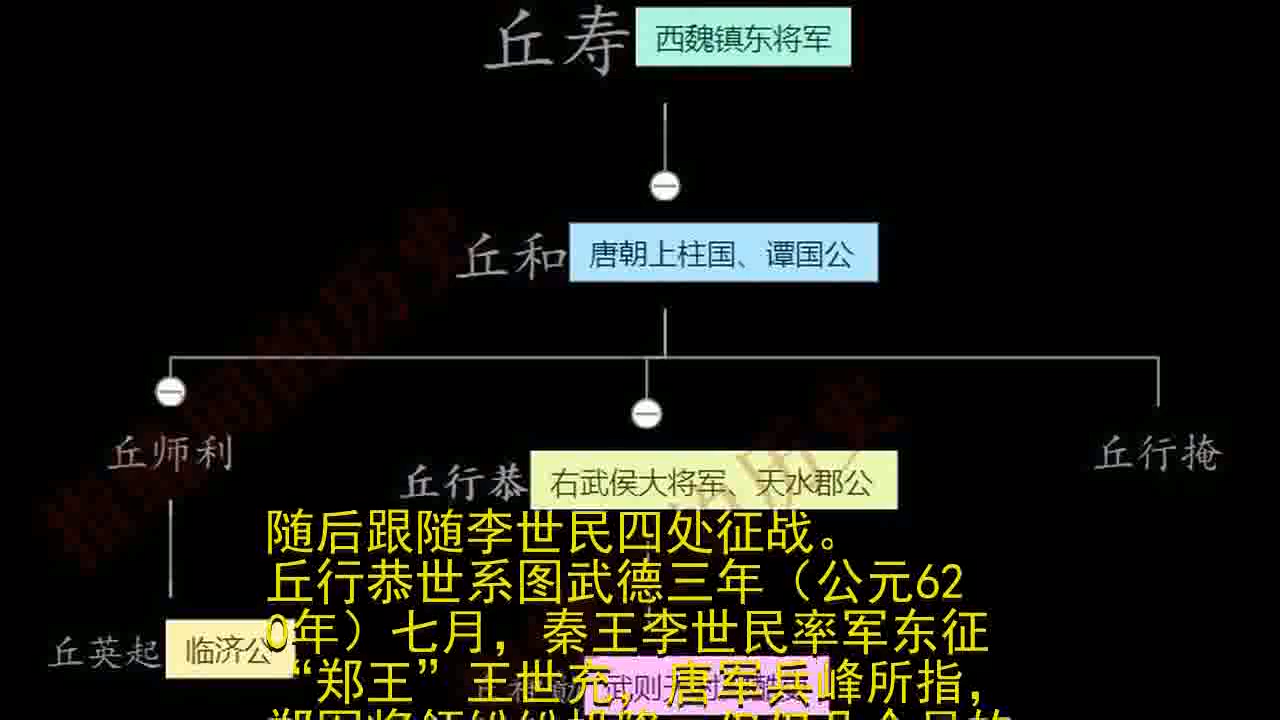 丘寿 西魏镇东将军
丘和 唐朝上柱国、谭国公
丘师利
丘行恭 右武侯大将军、天水郡公
丘行掩
随后跟随李世民四处征战。
丘行恭世系图武德三年（公元62
0年）七月，秦王李世民率军东征
丘英起 临济公
“郑王”王世充，唐军兵峰所指，